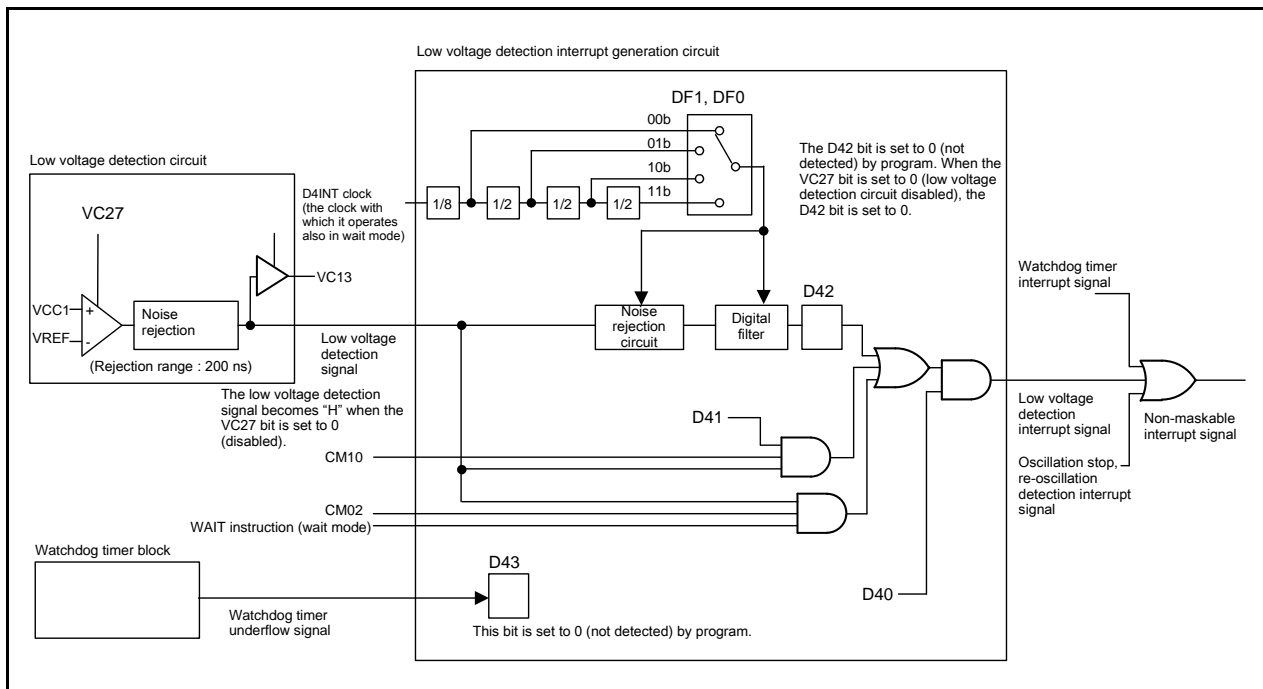 Low voltage detection interrupt generation circuit
DF1, DF0
00b
01b
10b
11b
The D42 bit is set to 0 (not
detected) by program. When the
VC27 bit is set to 0 (low voltage
detection circuit disabled), the
D42 bit is set to 0.
Low voltage detection circuit
D4INT clock
(the clock with
which it operates
also in wait mode)
1/8
1/2
1/2
1/2
VC27
VC13
VCC1
+
VREF
-
Noise
rejection
(Rejection range : 200 ns)
Low voltage
detection
signal
The low voltage detection
signal becomes “H” when the
VC27 bit is set to 0
(disabled).
Noise
rejection
circuit
Digital
filter
D42
Watchdog timer
interrupt signal
Low voltage
detection
interrupt signal
Non-maskable
interrupt signal
Oscillation stop,
re-oscillation
detection interrupt
signal
D41
CM10
CM02
WAIT instruction (wait mode)
D40
Watchdog timer block
Watchdog timer
underflow signal
D43
This bit is set to 0 (not detected) by program.